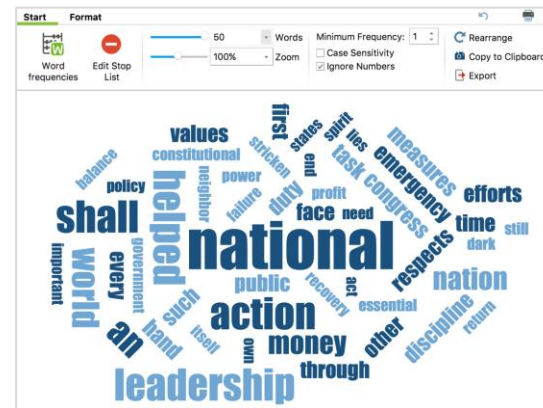 Start Format
Word frequencies
Edit Stop List
50 Words
100% Zoom
Minimum Frequency: 1
Case Sensitivity
Ignore Numbers
Rearrange
Copy to Clipboard
Export
first
states
spirit
lies
measures
values
constitutional
stricken
end
task
congress
emergency
balance
policy
neighbor
power
failure
duty
profit
efforts
helped
face
need
time
still
shall
national
respects
dark
important
world
every
government
public
recovery
act
essential
nation
such
action
discipline
return
an
hand
itself
own
money
other
through
leadership